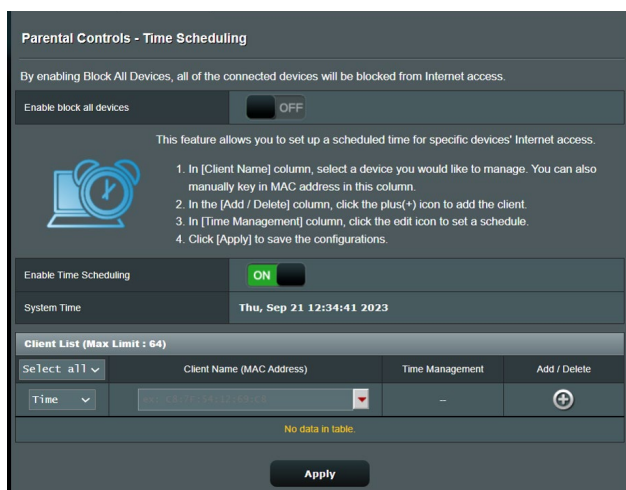 Parental Controls - Time Scheduling
By enabling Block All Devices, all of the connected devices will be blocked from Internet access.
Enable block all devices
OFF
This feature allows you to set up a scheduled time for specific devices' Internet access.
1. In [Client Name] column, select a device you would like to manage. You can also
manually key in MAC address in this column.
2. In the [Add / Delete] column, click the plus(+) icon to add the client.
3. In [Time Management] column, click the edit icon to set a schedule.
4. Click [Apply] to save the configurations.
Enable Time Scheduling
ON
System Time
Thu, Sep 21 12:34:41 2023
Client List (Max Limit : 64)
Select all
Client Name (MAC Address)
Time Management
Add / Delete
Time
--
No data in table.
Apply